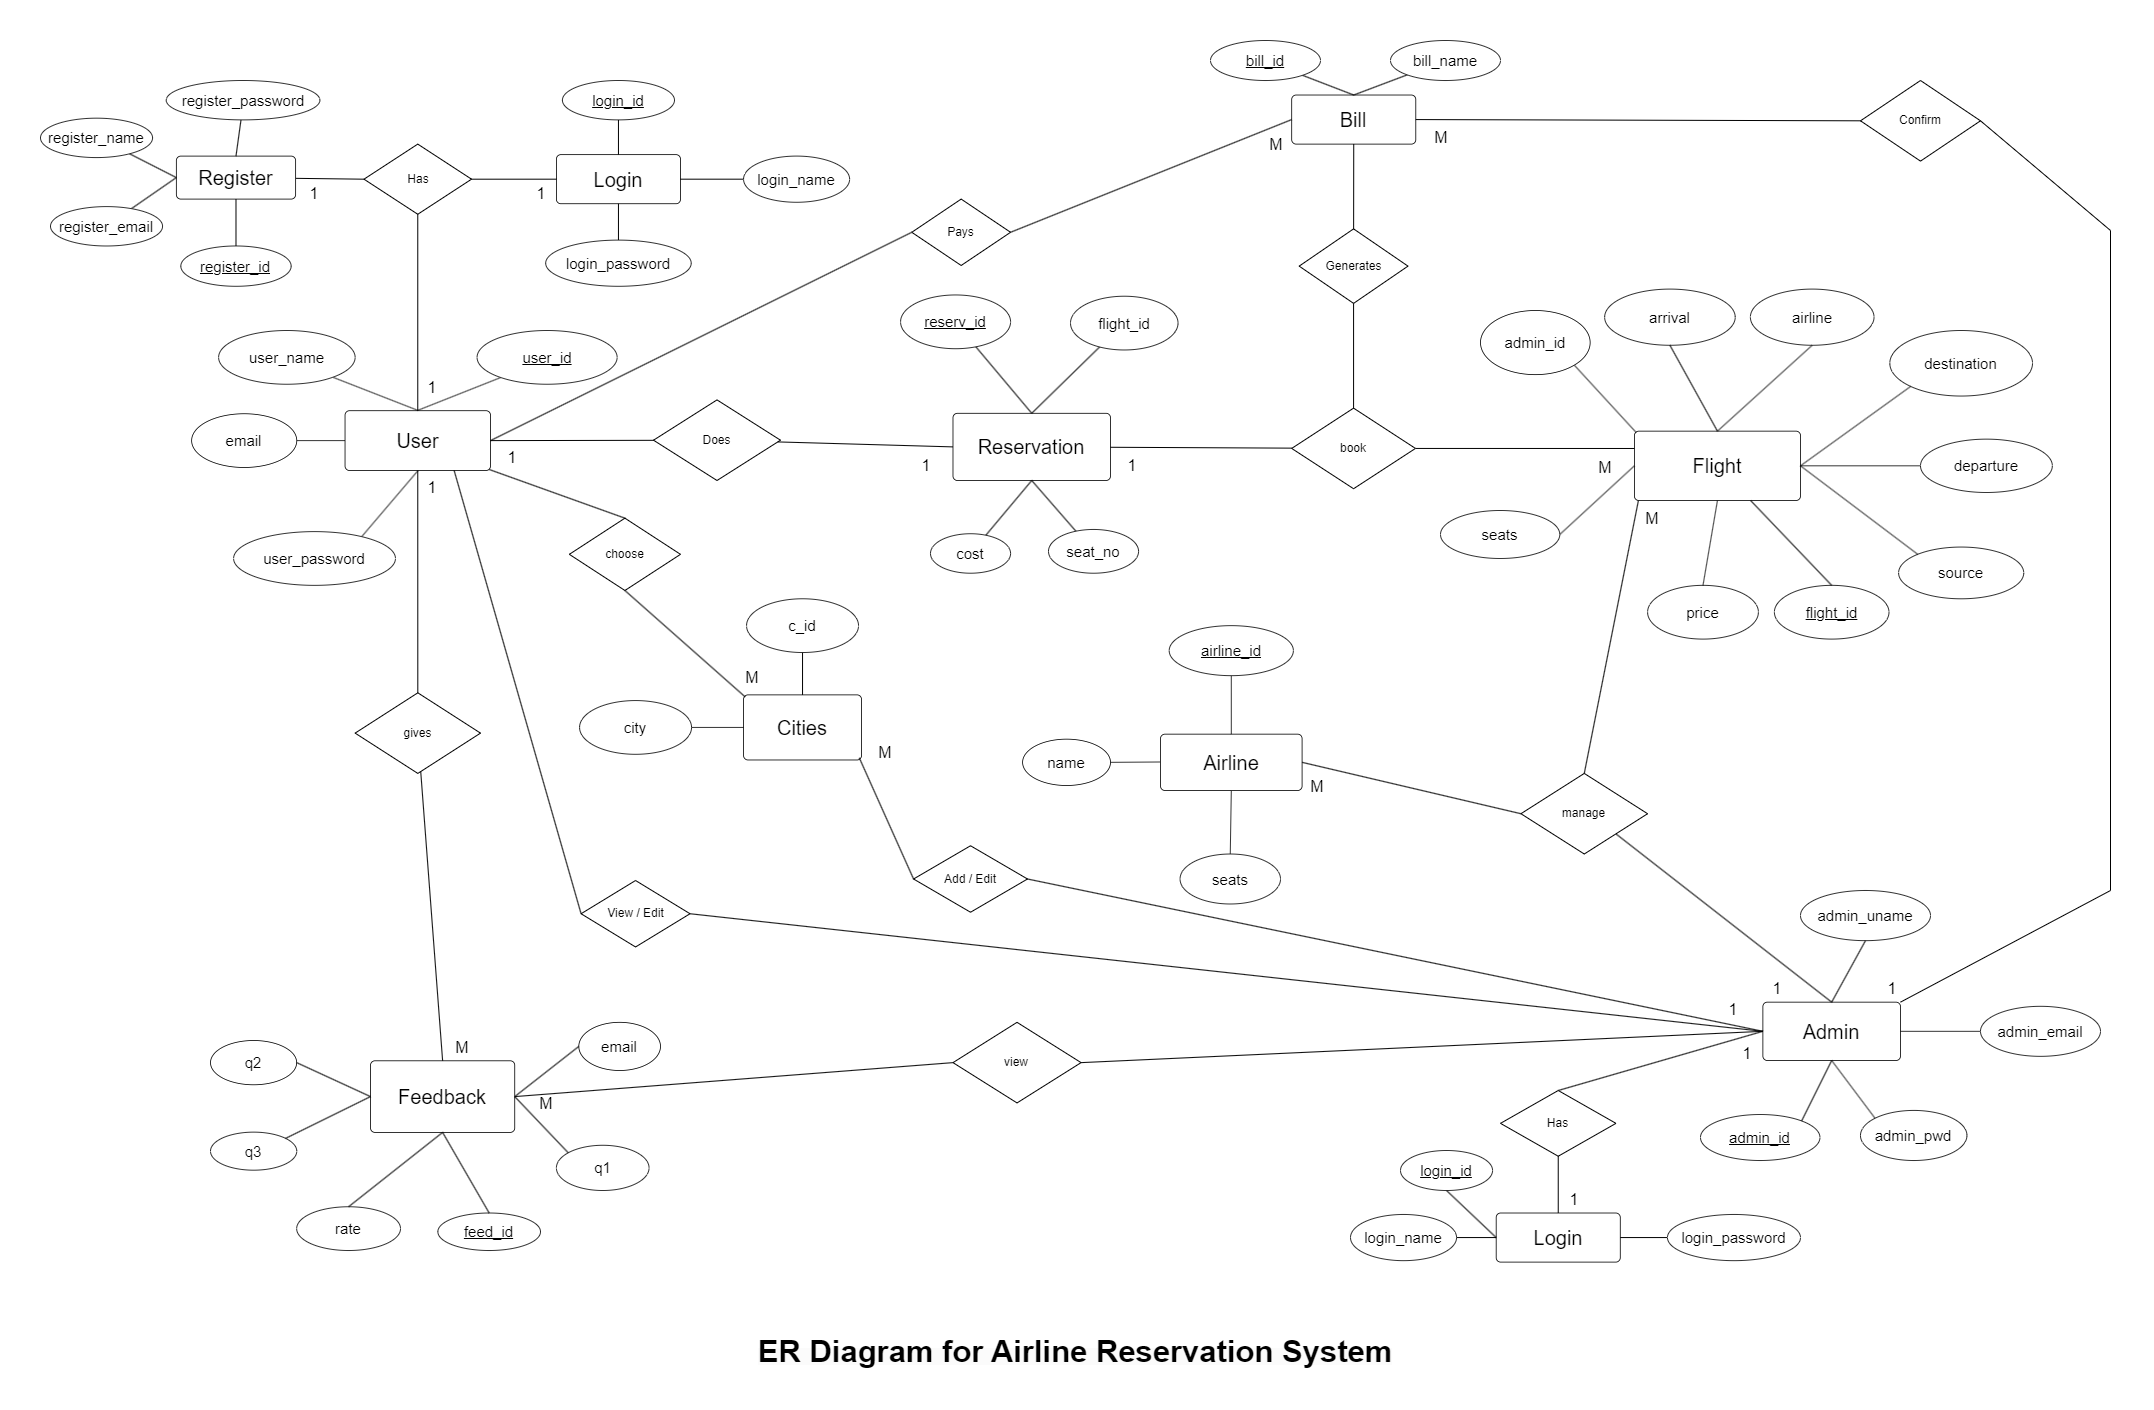 bill_id
bill_name
register_password
login_id
Bill
Confirm
M
M
register_name
Register
Has
Login
login_name
1
1
register_email
register_id
login_password
Pays
Generates
reserv_id
flight_id
admin_id
arrival
airline
destination
user_name
user_id
1
email
User
Does
Reservation
book
Flight
departure
1
1
1
M
1
M
user_password
choose
cost
seat_no
seats
source
c_id
price
flight_id
M
city
Cities
airline_id
gives
M
name
Airline
M
manage
Add / Edit
seats
View / Edit
admin_uname
1
1
1
q2
M
email
view
Admin
admin_email
1
Feedback
M
q3
q1
Has
admin_id
admin_pwd
login_id
1
rate
feed_id
login_name
Login
login_password
ER Diagram for Airline Reservation System